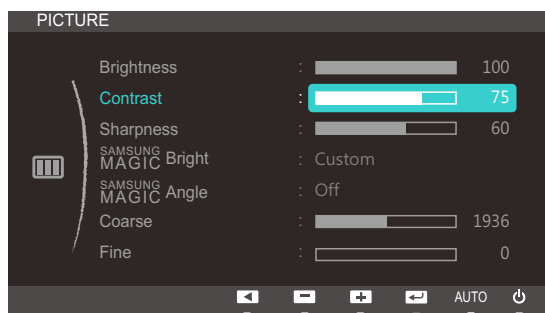 PICTURE
Brightness : 100
Contrast : 75
Sharpness : 60
SAMSUNG MAGIC Bright : Custom
SAMSUNG MAGIC Angle : Off
Coarse : 1936
Fine : 0
AUTO